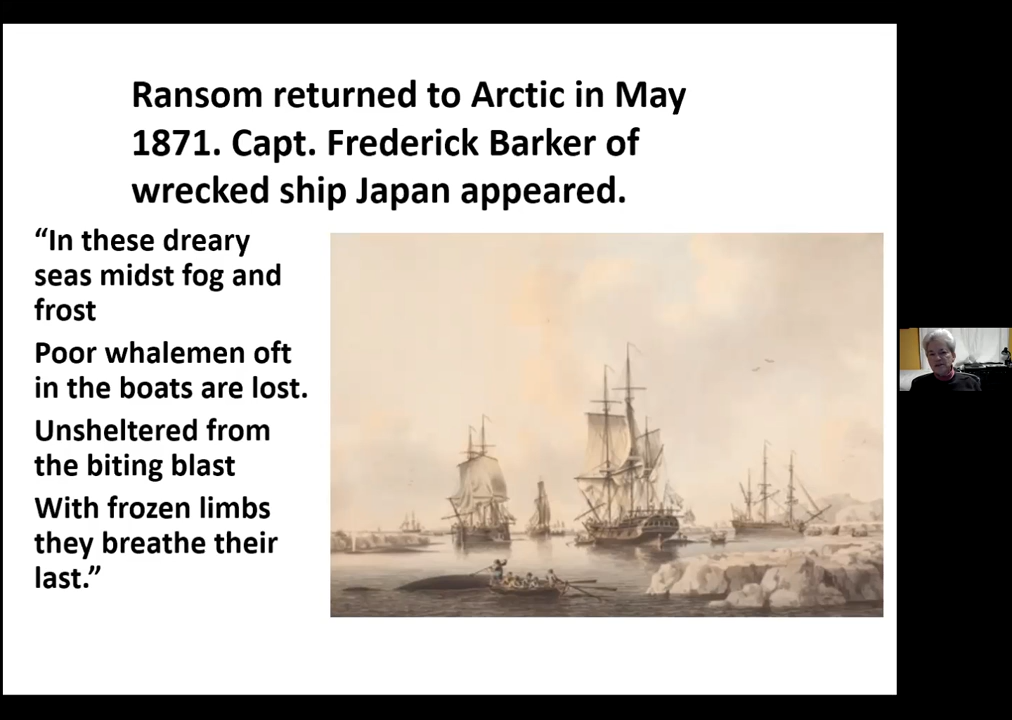 Ransom returned to Arctic in May
1871. Capt. Frederick Barker of
wrecked ship Japan appeared.
“In these dreary
seas midst fog and
frost
Poor whalemen oft
in the boats are lost.
Unsheltered from
the biting blast
With frozen limbs
they breathe their
last.”